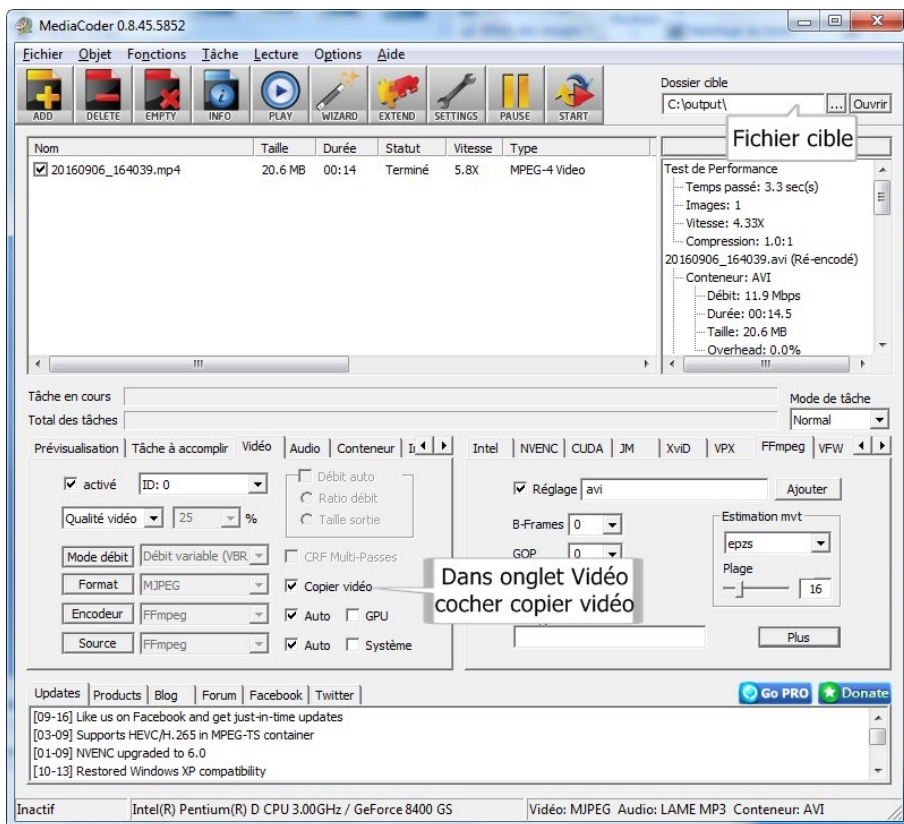 MediaCoder 0.8.45.5852
Fichier Objet Fonctions Tâche Lecture Options Aide
ADD DELETE EMPTY INFO PLAY WIZARD EXTEND SETTINGS PAUSE START
Dossier cible
C:\output\ ... Ouvrir
Fichier cible
Nom Taille Durée Statut Vitesse Type
20160906_164039.mp4 20.6 MB 00:14 Terminé 5.8X MPEG-4 Video
Test de Performance
Temps passé: 3.3 sec(s)
Images: 1
Vitesse: 4.33X
Compression: 1.0:1
20160906_164039.avi (Ré-encodé)
Conteneur: AVI
Débit: 11.9 Mbps
Durée: 00:14.5
Taille: 20.6 MB
Overhead: 0.0%
Tâche en cours
Total des tâches
Mode de tâche
Normal
Prévisualisation Tâche à accomplir Vidéo Audio Conteneur
activé ID: 0
Qualité vidéo 25 %
Mode débit Débit variable (VBR
Format MJPEG
Encodeur FFmpeg
Source FFmpeg
Débit auto
Ratio débit
Taille sortie
CRF Multi-Passes
Copier vidéo
Auto GPU
Auto Système
Dans onglet Vidéo
cocher copier vidéo
Intel NVENC CUDA JM XviD VPX FFmpeg VFW
Réglage avi Ajouter
B-Frames 0
GOP 0
Estimation mvt
epzs
Plage
16
Plus
Updates Products Blog Forum Facebook Twitter
Go PRO Donate
[09-16] Like us on Facebook and get just-in-time updates
[03-09] Supports HEVC/H.265 in MPEG-TS container
[01-09] NVENC upgraded to 6.0
[10-13] Restored Windows XP compatibility
Inactif Intel(R) Pentium(R) D CPU 3.00GHz / GeForce 8400 GS Vidéo: MJPEG Audio: LAME MP3 Conteneur: AVI